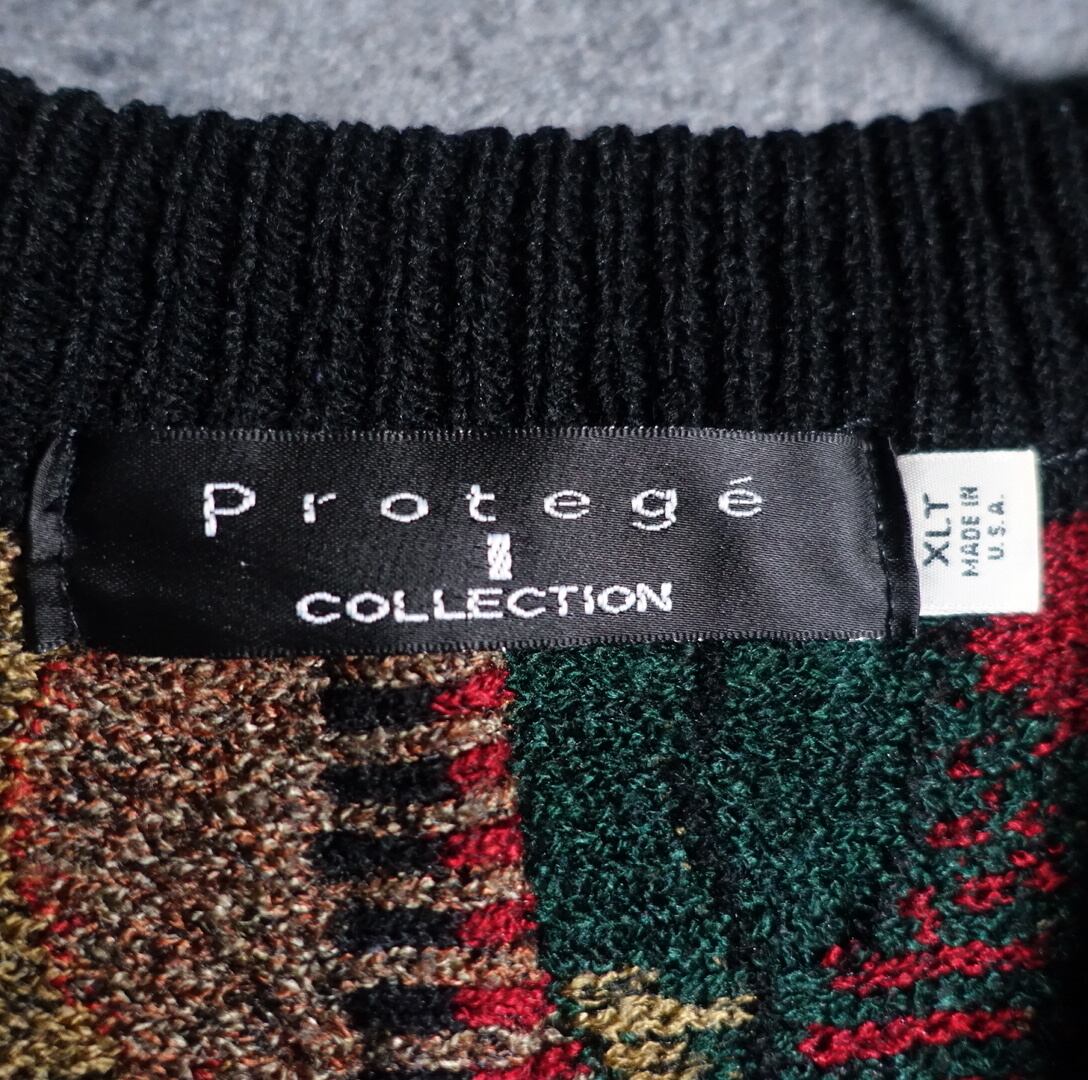 Protegé
COLLECTION
XLT
MADE IN
U.S.A.